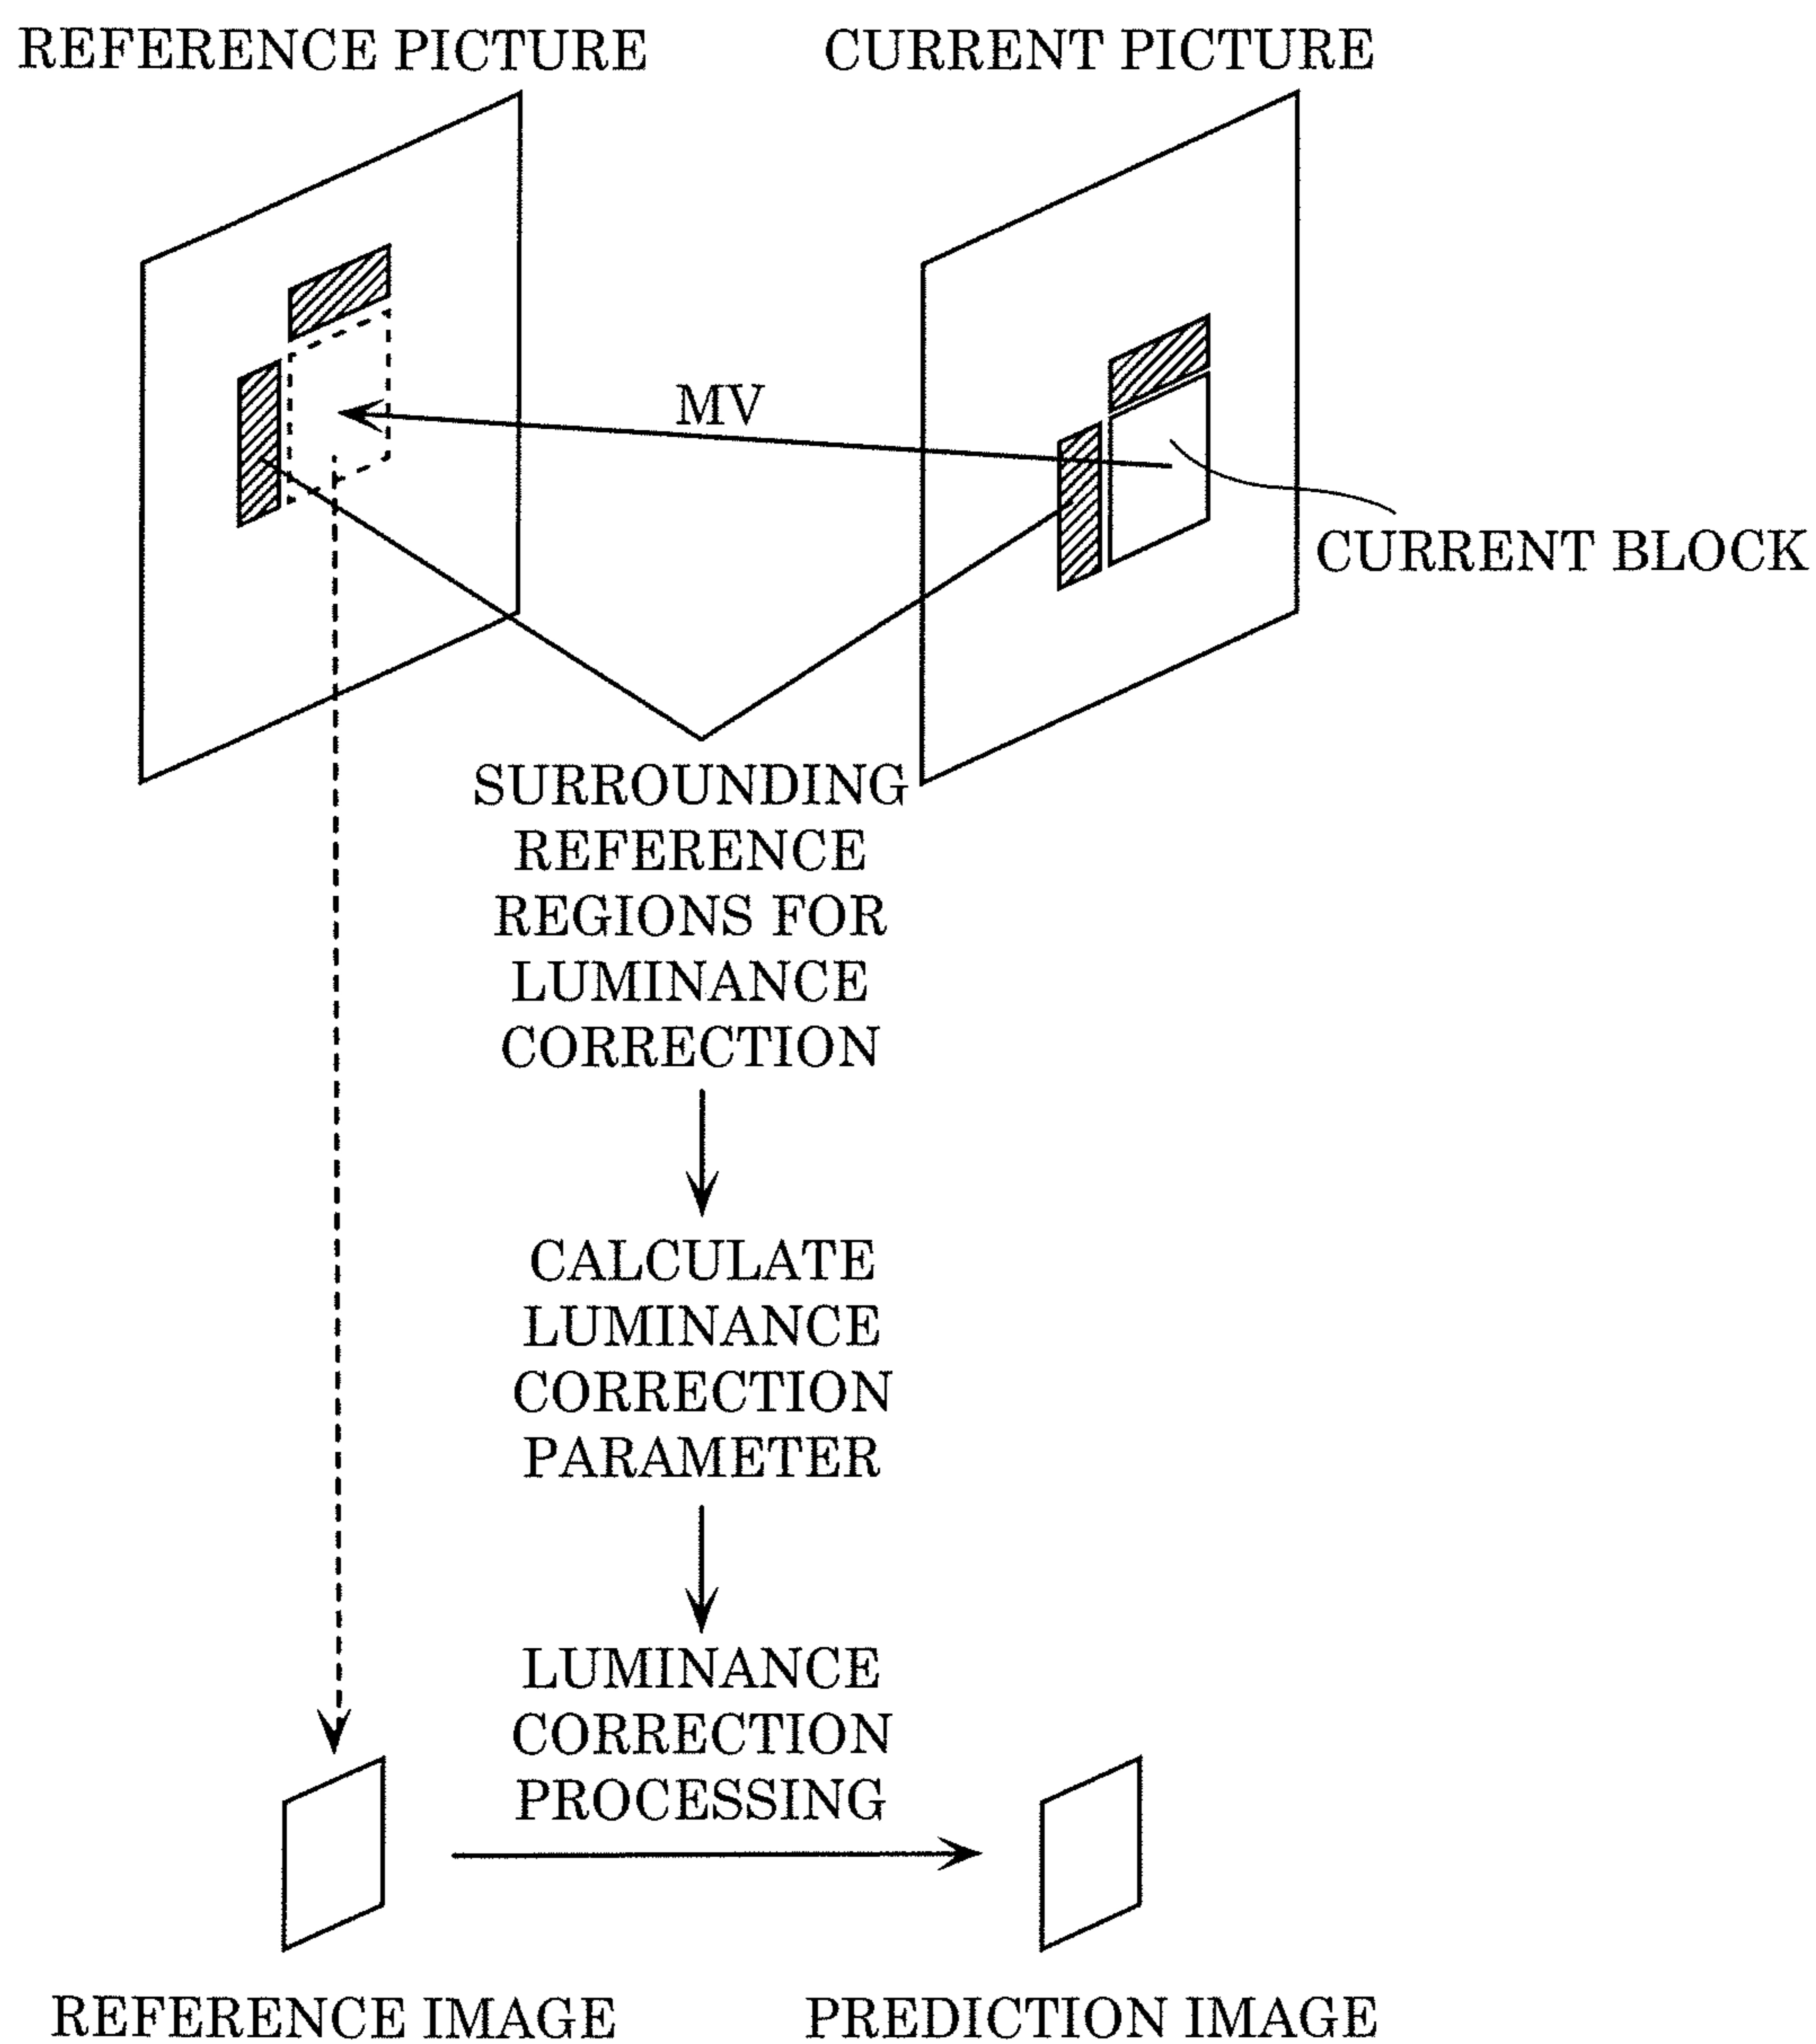 REFERENCE PICTURE
CURRENT PICTURE
MV
CURRENT BLOCK
SURROUNDING
REFERENCE
REGIONS FOR
LUMINANCE
CORRECTION
CALCULATE
LUMINANCE
CORRECTION
PARAMETER
LUMINANCE
CORRECTION
PROCESSING
REFERENCE IMAGE
PREDICTION IMAGE